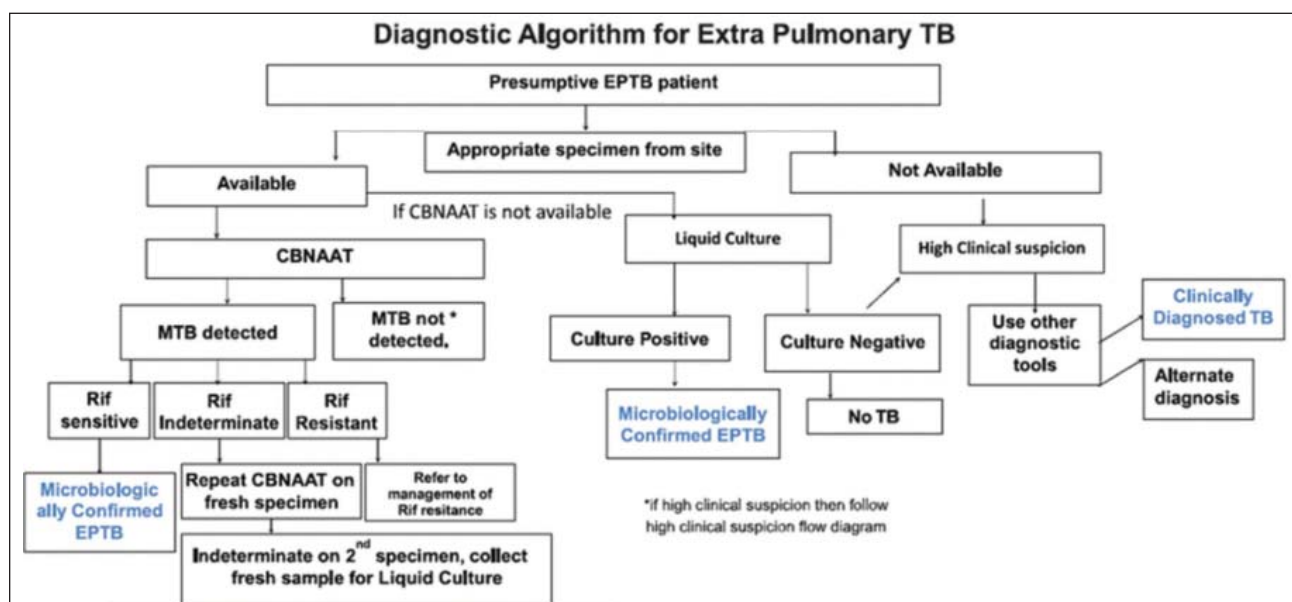 Diagnostic Algorithm for Extra Pulmonary TB
Presumptive EPTB patient
Appropriate specimen from site
Available
Not Available
If CBNAAT is not available
CBNAAT
Liquid Culture
High Clinical suspicion
MTB detected
MTB not *
detected.
Culture Positive
Culture Negative
Use other
diagnostic
tools
Clinically
Diagnosed TB
Alternate
diagnosis
Rif
sensitive
Rif
Indeterminate
Rif
Resistant
Microbiologically
Confirmed EPTB
No TB
Microbiologic
ally Confirmed
EPTB
Repeat CBNAAT on
fresh specimen
Refer to
management of
Rif resitance
*if high clinical suspicion then follow
high clinical suspicion flow diagram
Indeterminate on 2nd specimen, collect
fresh sample for Liquid Culture